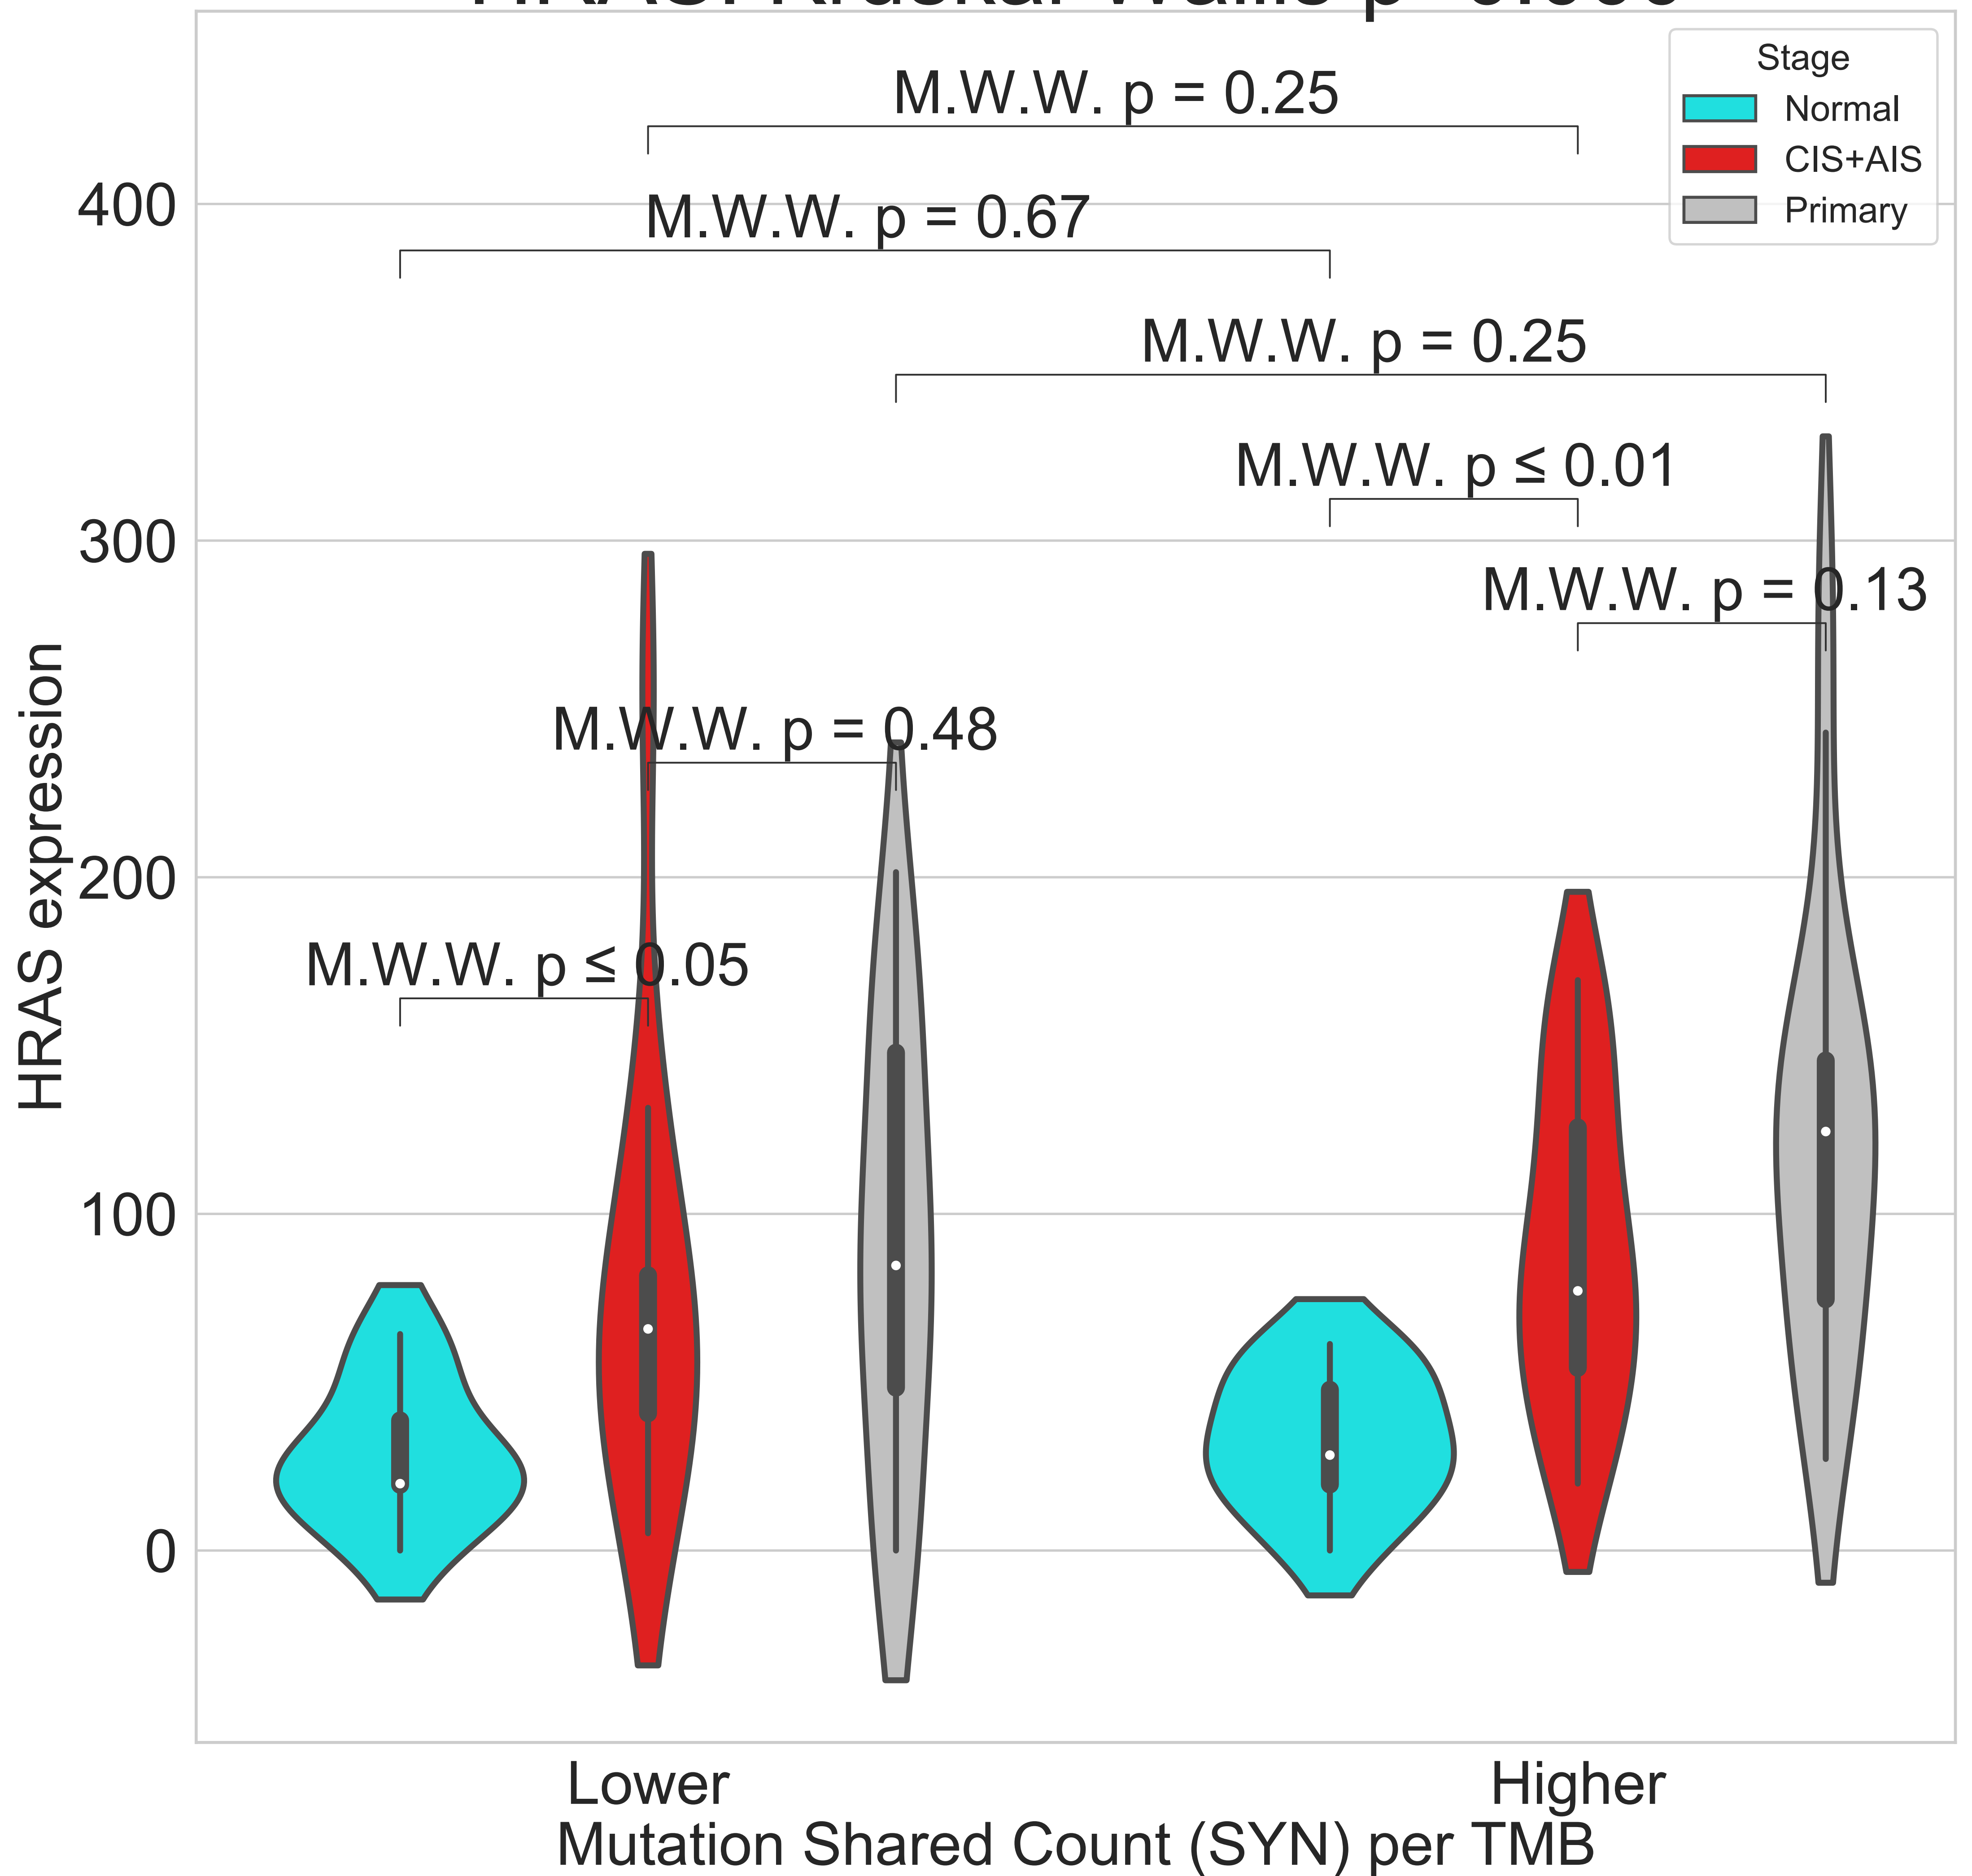 Stage
Normal
CIS+AIS
Primary
M.W.W. p = 0.25
M.W.W. p = 0.67
M.W.W. p = 0.25
M.W.W. p ≤ 0.01
M.W.W. p = 0.13
M.W.W. p = 0.48
M.W.W. p ≤ 0.05
400
300
200
100
0
HRAS expression
Lower
Higher
Mutation Shared Count (SYN) per TMB